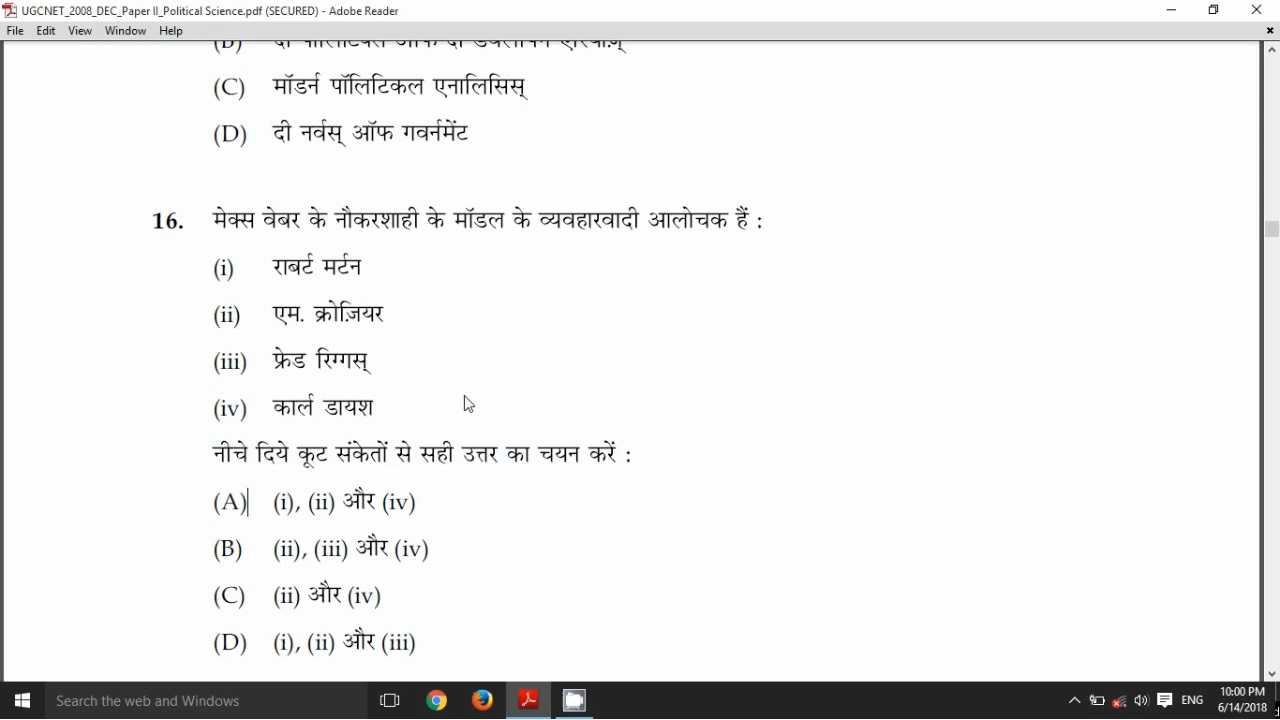 UGCNET_2008_DEC_Paper II_Political Science.pdf (SECURED) - Adobe Reader
File Edit View Window Help
(B) दी पॉलिटिक्स ऑफ दी डेवलपिंग एरियाज़्
(C) मॉडर्न पॉलिटिकल एनालिसिस्
(D) दी नर्वस् ऑफ गवर्नमेंट
16. मेक्स वेबर के नौकरशाही के मॉडल के व्यवहारवादी आलोचक हैं :
(i) राबर्ट मर्टन
(ii) एम. क्रोज़ियर
(iii) फ्रेड रिग्गस्
(iv) कार्ल डायश
नीचे दिये कूट संकेतों से सही उत्तर का चयन करें :
(A) (i), (ii) और (iv)
(B) (ii), (iii) और (iv)
(C) (ii) और (iv)
(D) (i), (ii) और (iii)
Search the web and Windows
ENG
10:00 PM
6/14/2018